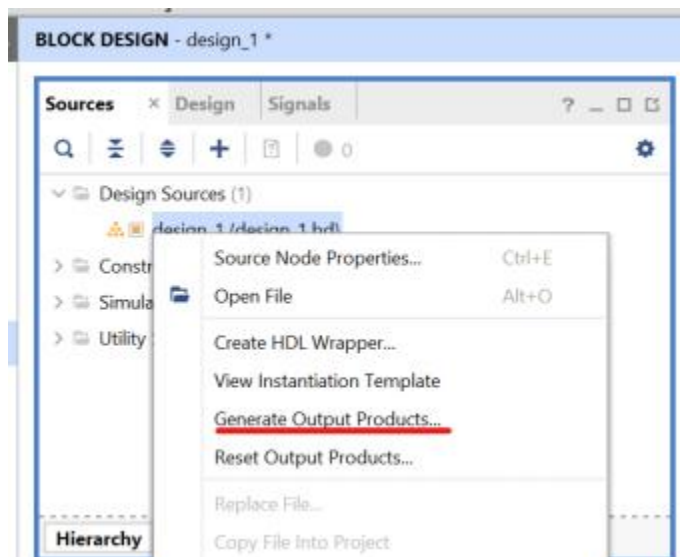 BLOCK DESIGN - design_1 *
Sources × Design Signals ?
0
Design Sources (1)
design_1 (design_1.bd)
Constr
Source Node Properties... Ctrl+E
Simula
Open File Alt+O
Utility
Create HDL Wrapper...
View Instantiation Template
Generate Output Products...
Reset Output Products...
Replace File...
Hierarchy
Copy File Into Project